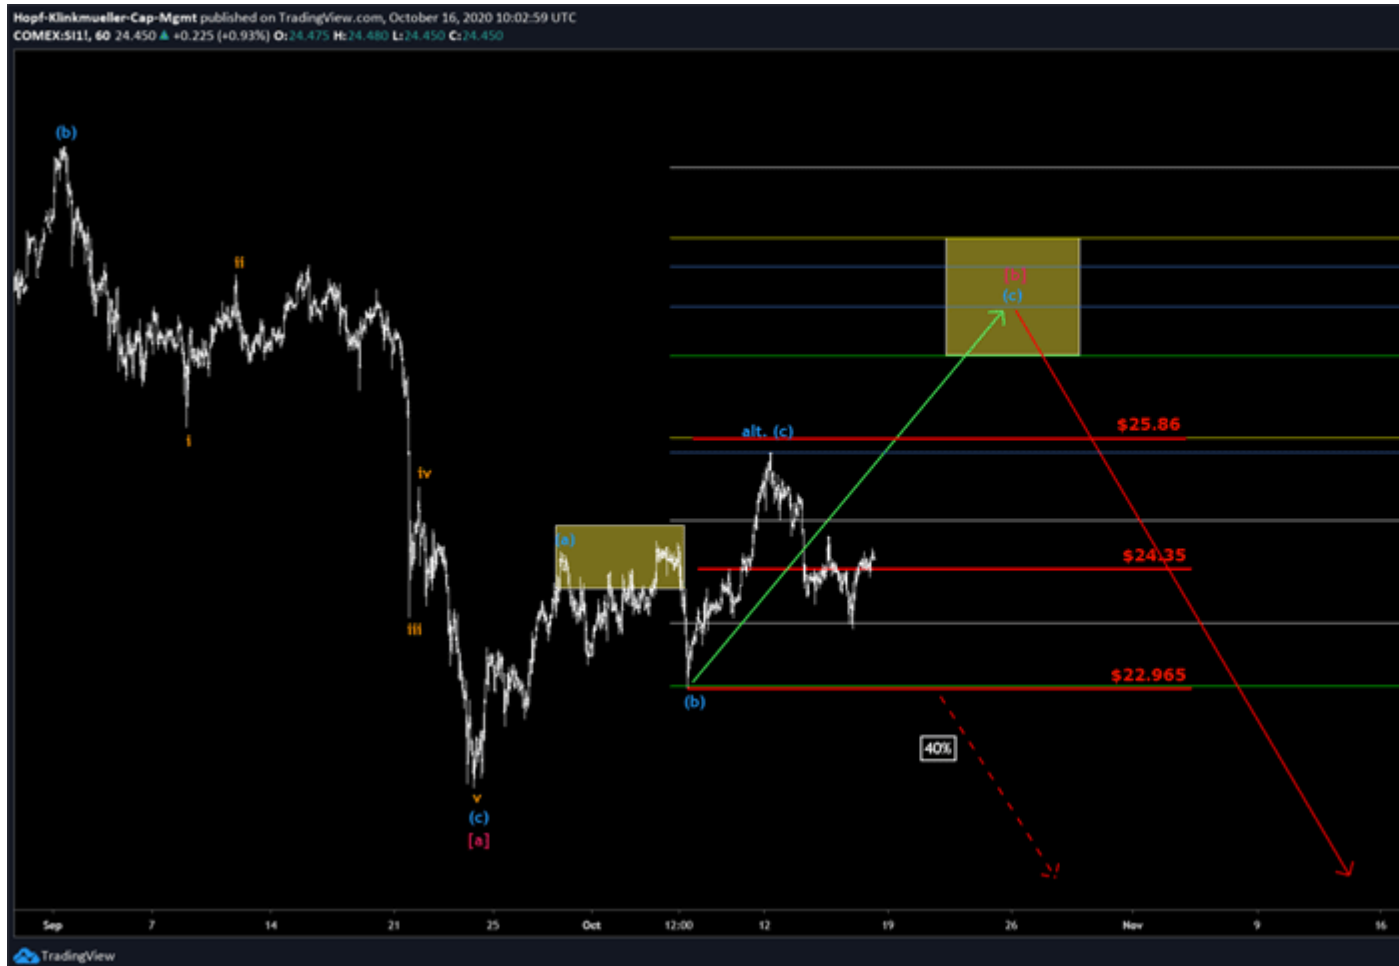 Hopf-Klinkmueller-Cap-Mgmt published on TradingView.com, October 16, 2020 10:02:59 UTC
COMEX:SI1!, 60 24.450 ▲ +0.225 (+0.93%) O:24.475 H:24.480 L:24.450 C:24.450
(b)
ii
[b]
(c)
$25.86
alt. (c)
i
iv
(a)
$24.35
iii
$22.965
(b)
40%
v
(c)
[a]
Sep 7 14 21 25 Oct 12:00 12 19 26 Nov 9 16
TradingView